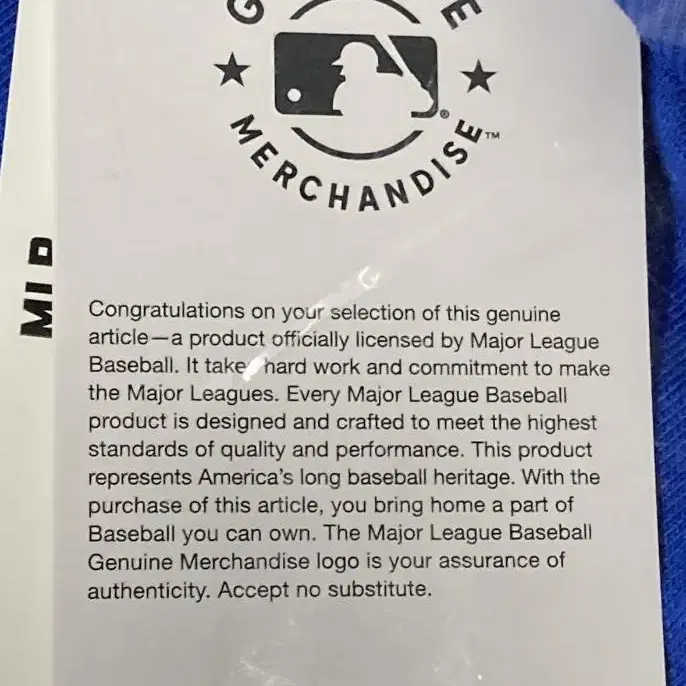 MERCHANDISE™
®
Congratulations on your selection of this genuine
article—a product officially licensed by Major League
Baseball. It take hard work and commitment to make
the Major Leagues. Every Major League Baseball
product is designed and crafted to meet the highest
standards of quality and performance. This product
represents America's long baseball heritage. With the
purchase of this article, you bring home a part of
Baseball you can own. The Major League Baseball
Genuine Merchandise logo is your assurance of
authenticity. Accept no substitute.